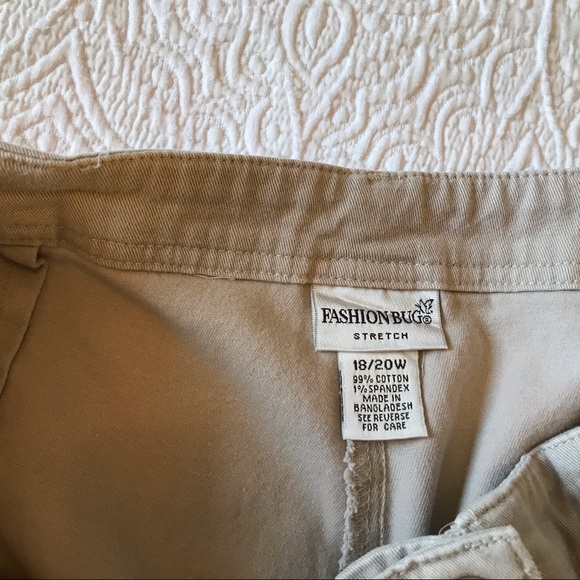 FASHION BUG®
STRETCH
18/20W
99% COTTON
1% SPANDEX
MADE IN
BANGLADESH
SEE REVERSE
FOR CARE